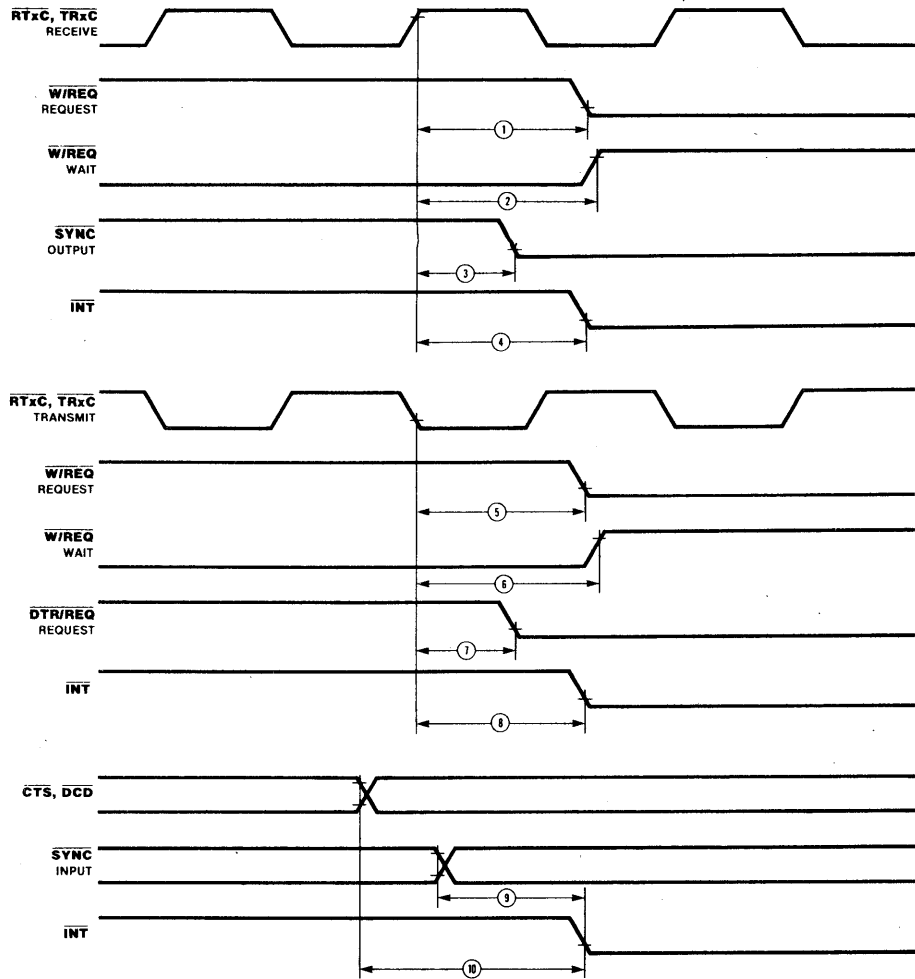 RTxC, TRxC
RECEIVE
W/REQ
REQUEST
1
W/REQ
WAIT
2
SYNC
OUTPUT
3
INT
4
RTxC, TRxC
TRANSMIT
W/REQ
REQUEST
5
W/REQ
WAIT
6
DTR/REQ
REQUEST
7
INT
8
CTS, DCD
SYNC
INPUT
9
INT
10